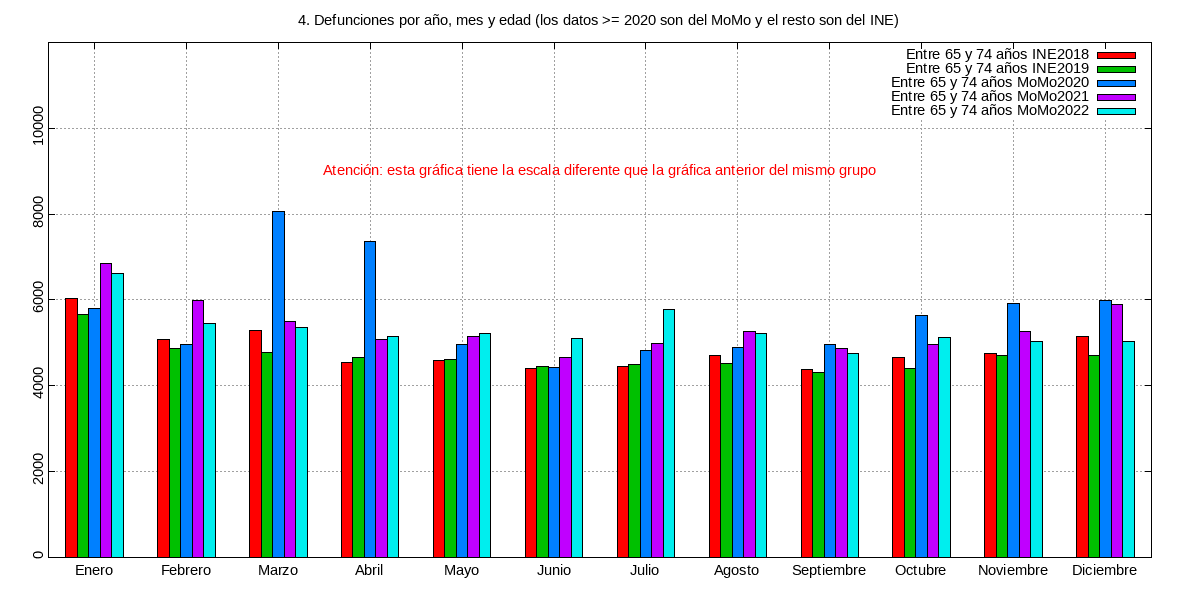 4. Defunciones por año, mes y edad (los datos >= 2020 son del MoMo y el resto son del INE)
Entre 65 y 74 años INE2018
Entre 65 y 74 años INE2019
Entre 65 y 74 años MoMo2020
Entre 65 y 74 años MoMo2021
Entre 65 y 74 años MoMo2022
Atención: esta gráfica tiene la escala diferente que la gráfica anterior del mismo grupo
10000
8000
6000
4000
2000
0
Enero Febrero Marzo Abril Mayo Junio Julio Agosto Septiembre Octubre Noviembre Diciembre